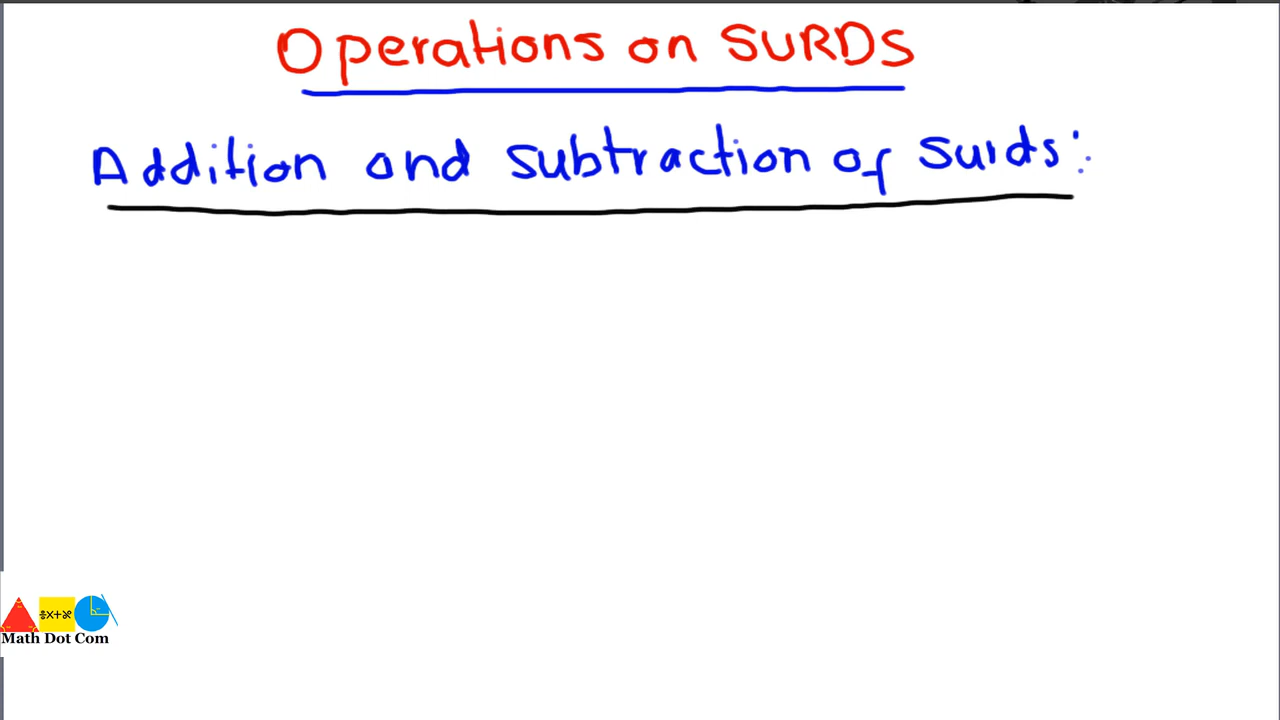 Operations on SURDs
Addition and subtraction of Surds:
÷x+
Math Dot Com